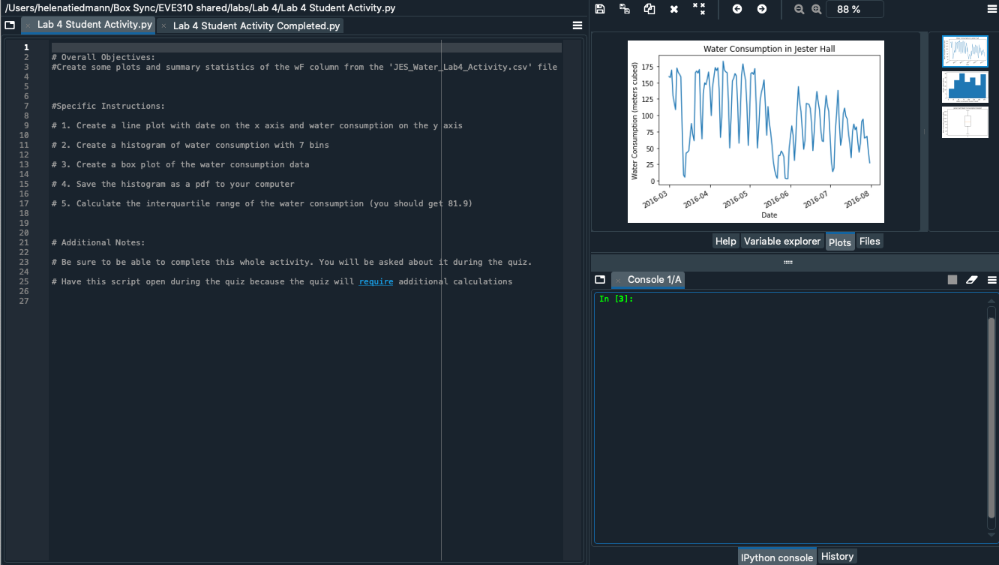 /Users/helenatiedmann/Box Sync/EVE310 shared/labs/Lab 4/Lab 4 Student Activity.py
Lab 4 Student Activity.py
Lab 4 Student Activity Completed.py
1
2 # Overall Objectives:
3 #Create some plots and summary statistics of the wF column from the 'JES_Water_Lab4_Activity.csv' file
4
5
6
7 #Specific Instructions:
8
9 # 1. Create a line plot with date on the x axis and water consumption on the y axis
10
11 # 2. Create a histogram of water consumption with 7 bins
12
13 # 3. Create a box plot of the water consumption data
14
15 # 4. Save the histogram as a pdf to your computer
16
17 # 5. Calculate the interquartile range of the water consumption (you should get 81.9)
18
19
20
21 # Additional Notes:
22
23 # Be sure to be able to complete this whole activity. You will be asked about it during the quiz.
24
25 # Have this script open during the quiz because the quiz will require additional calculations
26
27
88 %
Water Consumption in Jester Hall
Water Consumption (meters cubed)
175
150
125
100
75
50
25
0
2016-03 2016-04 2016-05 2016-06 2016-07 2016-08
Date
Help Variable explorer Plots Files
Console 1/A
In [3]:
IPython console History